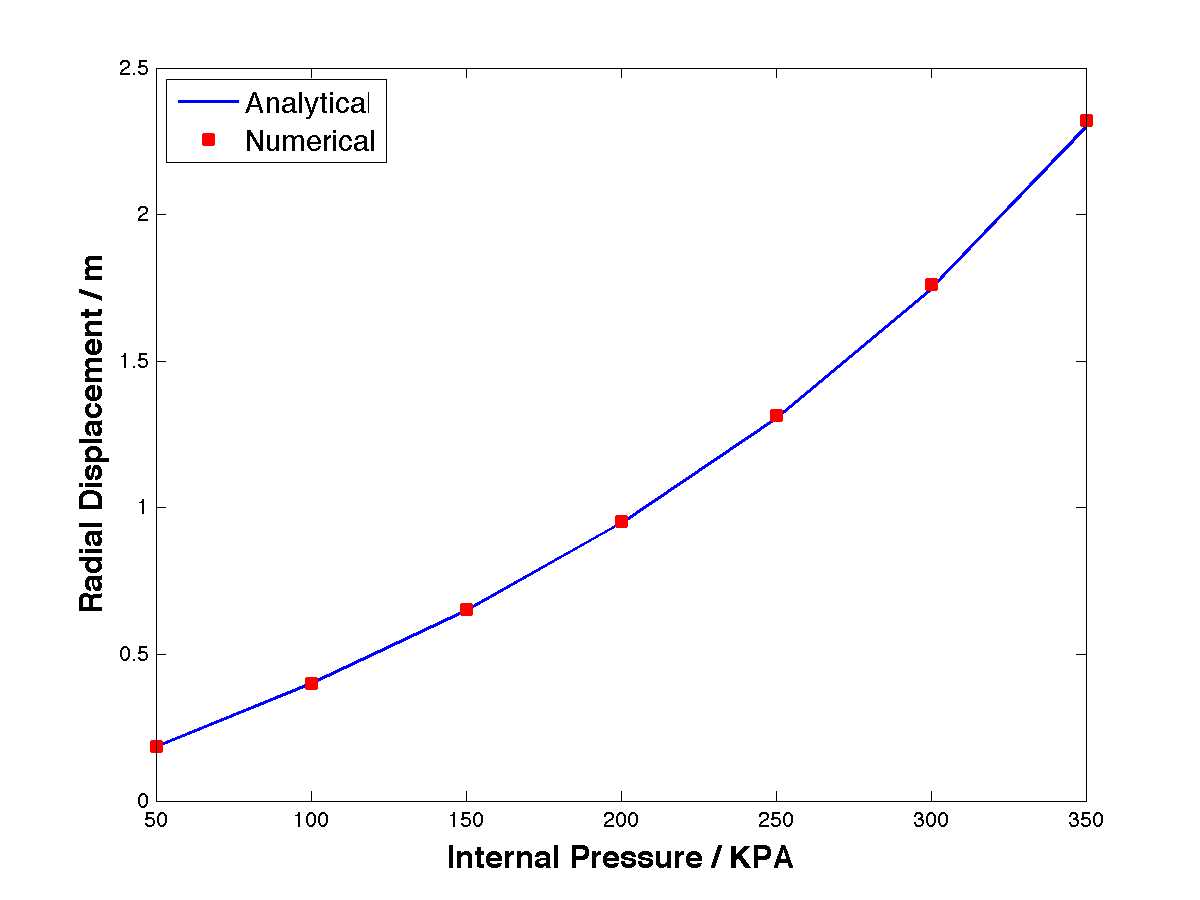 2.5
2
1.5
1
0.5
0
Analytical
Numerical
Radial Displacement / m
50 100 150 200 250 300 350
Internal Pressure / KPA